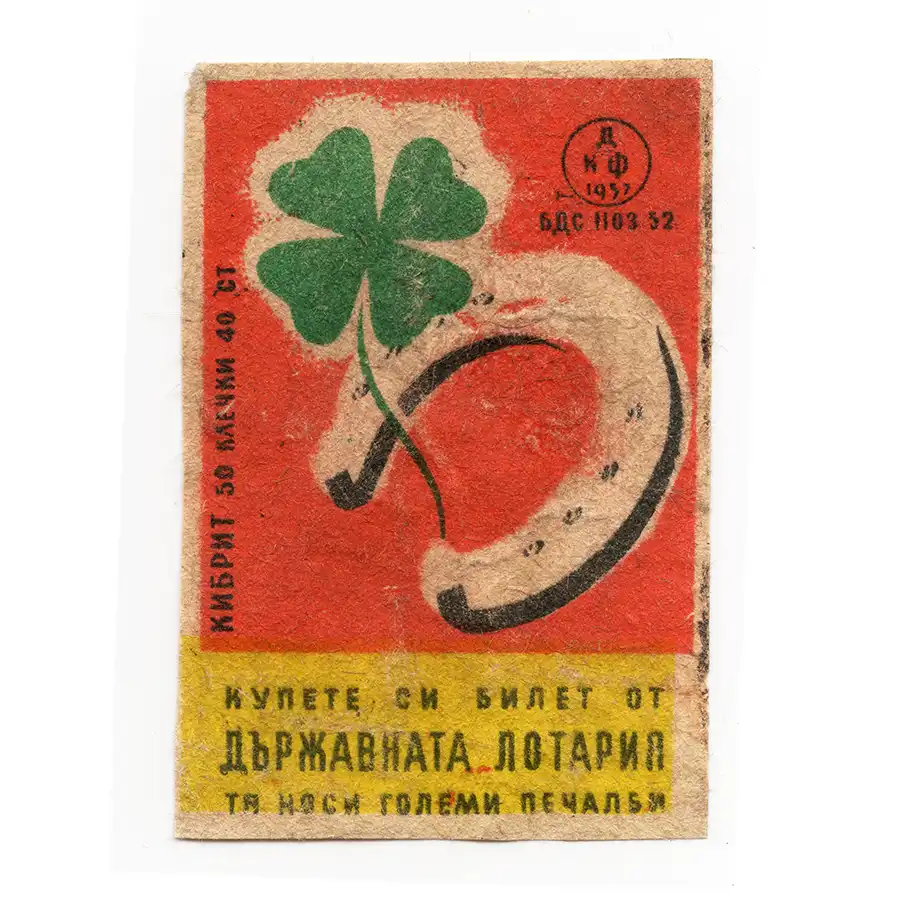 Д
К Ф
1957
БДС 1103 52
КИБРИТ 50 КЛЕЧКИ 40 СТ
КУПЕТЕ СИ БИЛЕТ ОТ
ДЪРЖАВНАТА ЛОТАРИЯ
ТЯ НОСИ ГОЛЕМИ ПЕЧАЛБИ